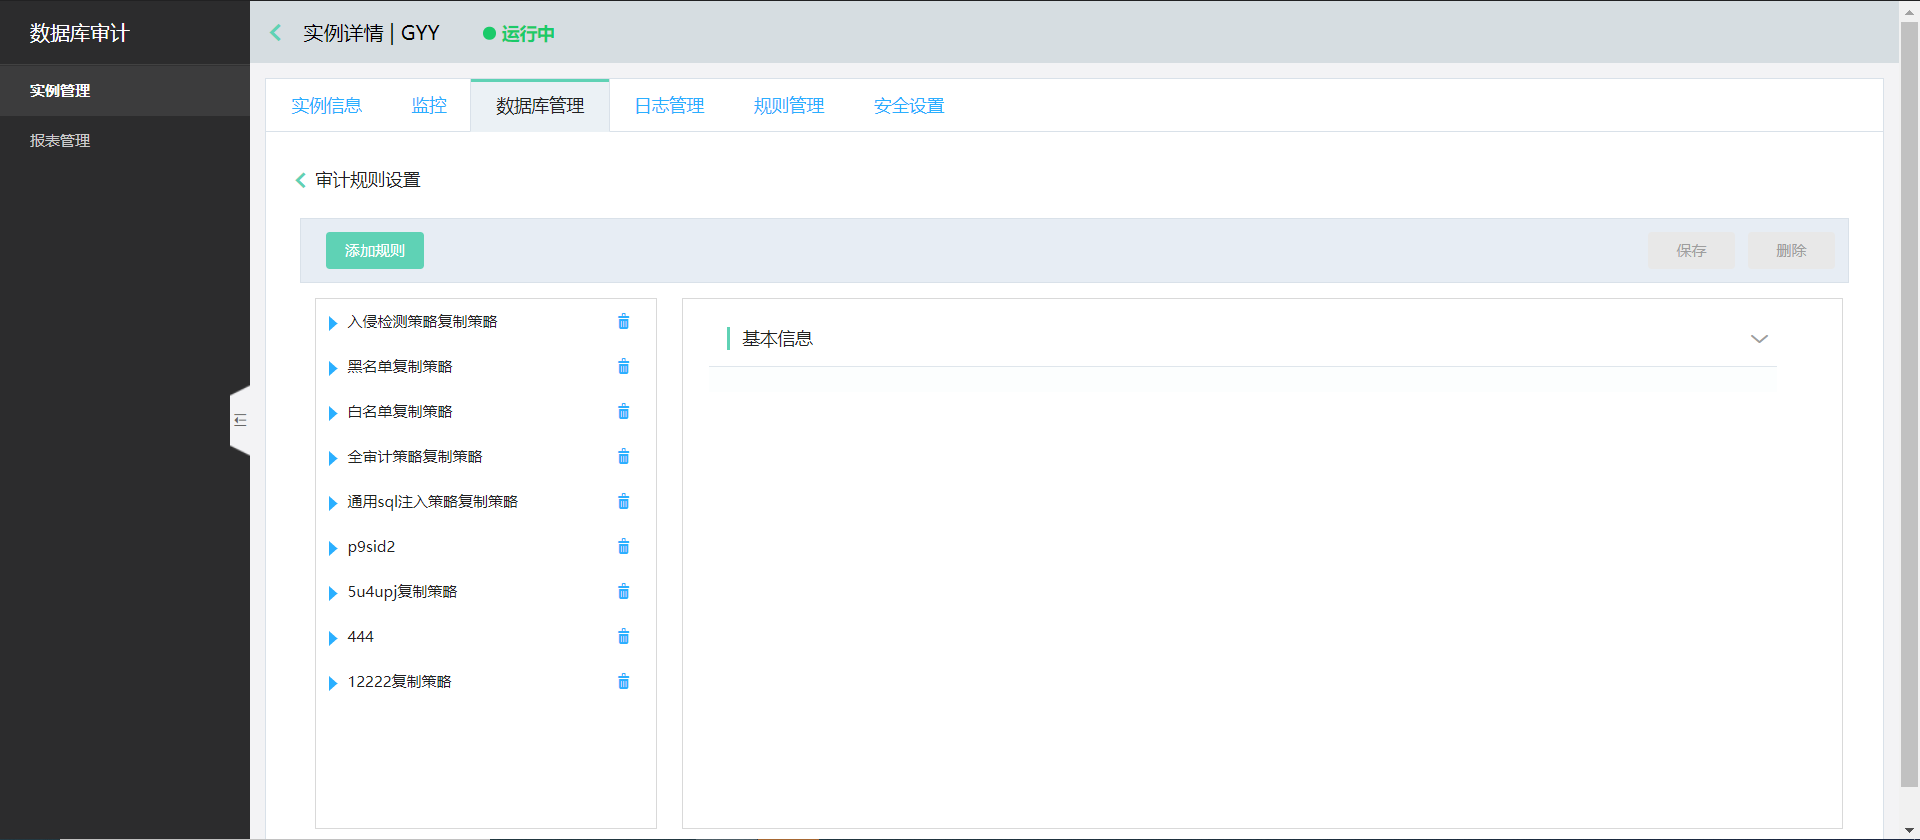 数据库审计
实例管理
报表管理
实例详情 | GYY
运行中
实例信息
监控
数据库管理
日志管理
规则管理
安全设置
审计规则设置
添加规则
保存
删除
入侵检测策略复制策略
黑名单复制策略
白名单复制策略
全审计策略复制策略
通用sql注入策略复制策略
p9sid2
5u4upj复制策略
444
12222复制策略
基本信息